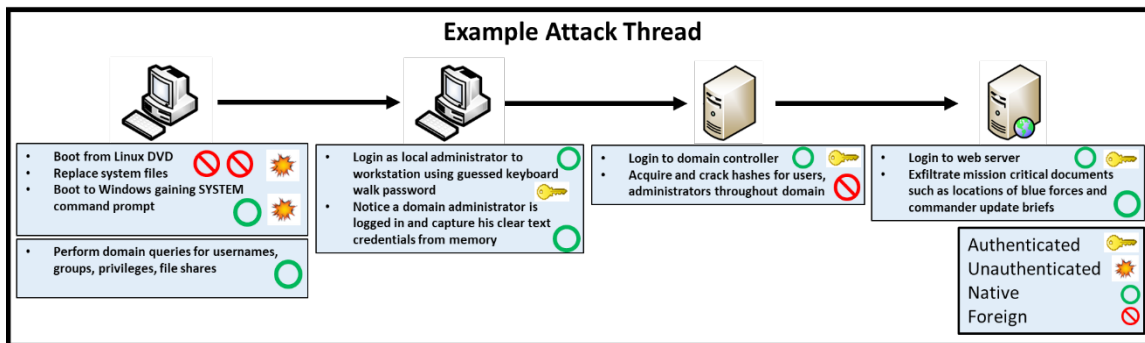 Example Attack Thread
• Boot from Linux DVD
• Replace system files
• Boot to Windows gaining SYSTEM
command prompt
• Perform domain queries for usernames,
groups, privileges, file shares
• Login as local administrator to
workstation using guessed keyboard
walk password
• Notice a domain administrator is
logged in and capture his clear text
credentials from memory
• Login to domain controller
• Acquire and crack hashes for users,
administrators throughout domain
• Login to web server
• Exfiltrate mission critical documents
such as locations of blue forces and
commander update briefs
Authenticated
Unauthenticated
Native
Foreign